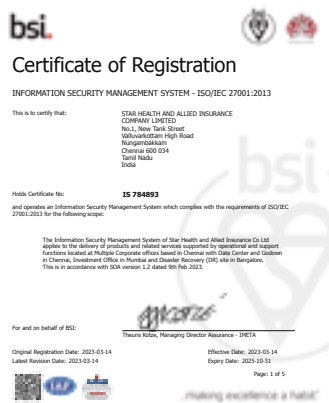 bsi.
Certificate of Registration
INFORMATION SECURITY MANAGEMENT SYSTEM - ISO/IEC 27001:2013
This is to certify that:
STAR HEALTH AND ALLIED INSURANCE
COMPANY LIMITED
No.1, New Tank Street
Valluvarkottam High Road
Nungambakkam
Chennai 600 034
Tamil Nadu
India
Holds Certificate No:
IS 784893
and operates an Information Security Management System which complies with the requirements of ISO/IEC
27001:2013 for the following scope:
The Information Security Management System of Star Health and Allied Insurance Co Ltd
applies to the delivery of products and related services supported by operational and support
functions located at Multiple Corporate offices based in Chennai with Data Center and Godown
in Chennai, Investment Office in Mumbai and Disaster Recovery (DR) site in Bangalore.
This is in accordance with SOA version 1.2 dated 9th Feb 2023.
For and on behalf of BSI:
Theuns Kotze, Managing Director Assurance - IMETA
Original Registration Date: 2023-03-14
Effective Date: 2023-03-14
Latest Revision Date: 2023-03-14
Expiry Date: 2025-10-31
Page: 1 of 5
IAF
...making excellence a habit.
bsi